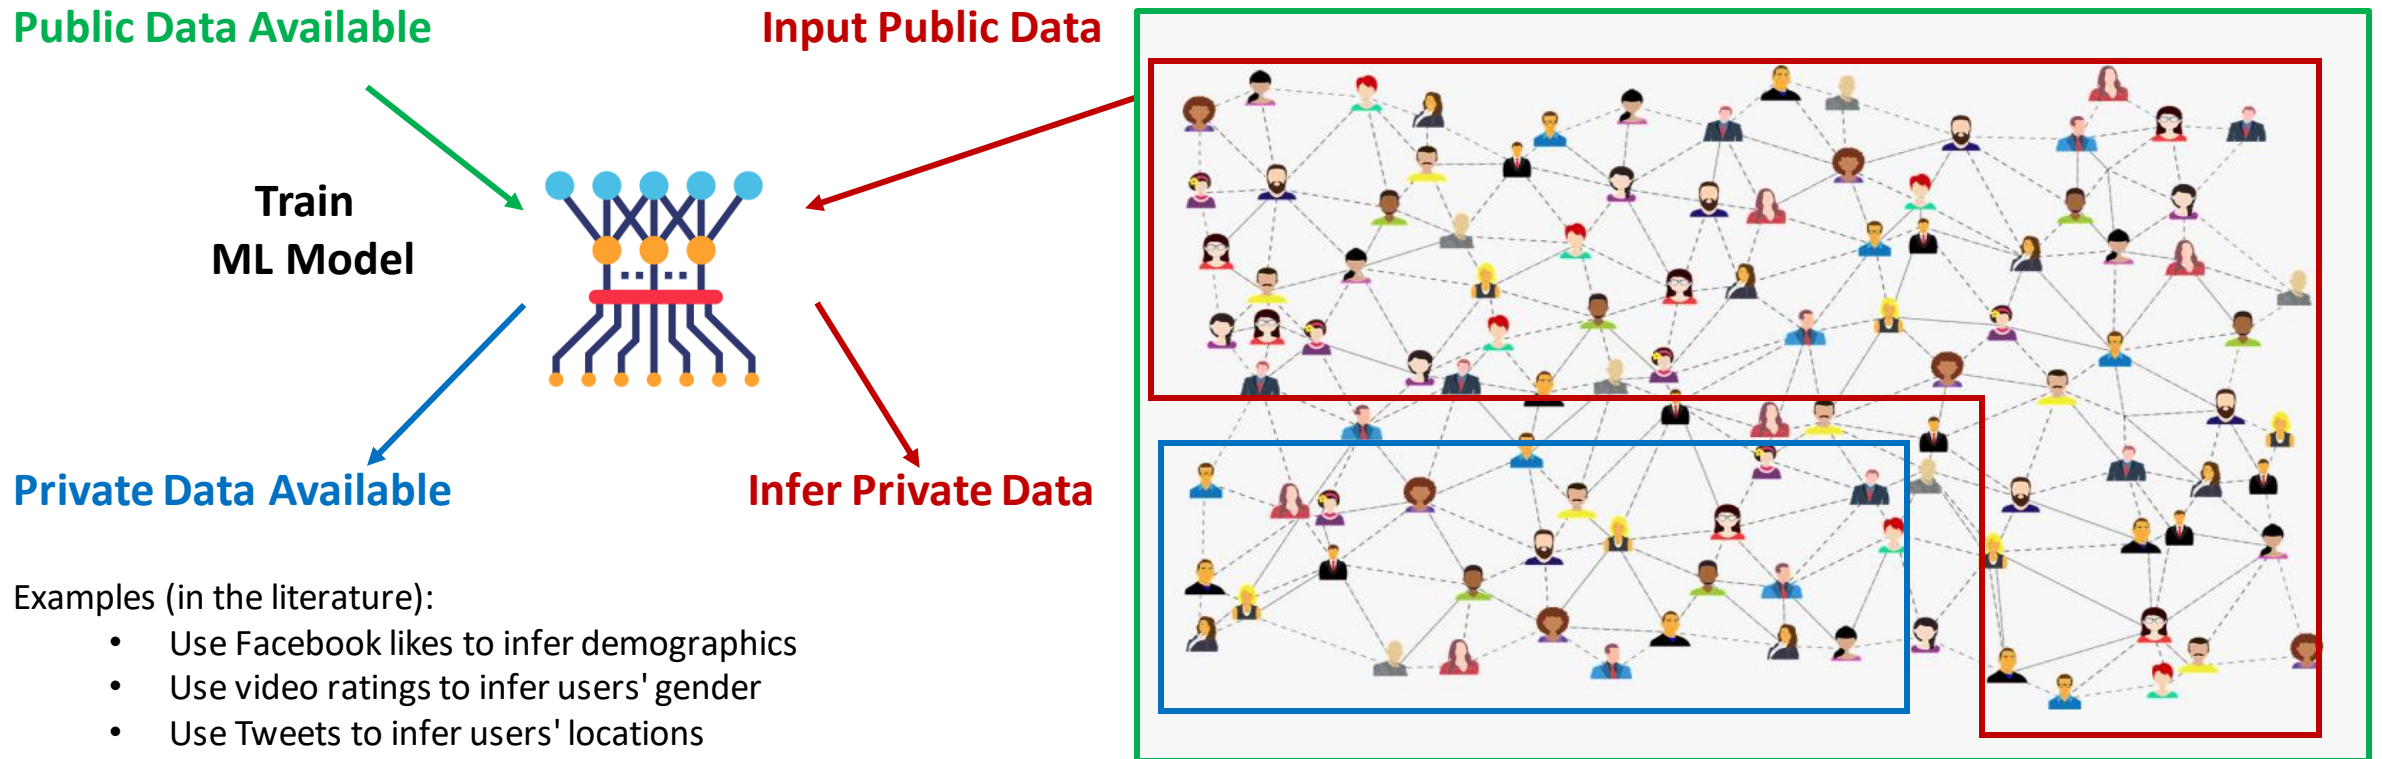 Public Data Available
Input Public Data
Train
ML Model
Private Data Available
Infer Private Data
Examples (in the literature):
• Use Facebook likes to infer demographics
• Use video ratings to infer users' gender
• Use Tweets to infer users' locations